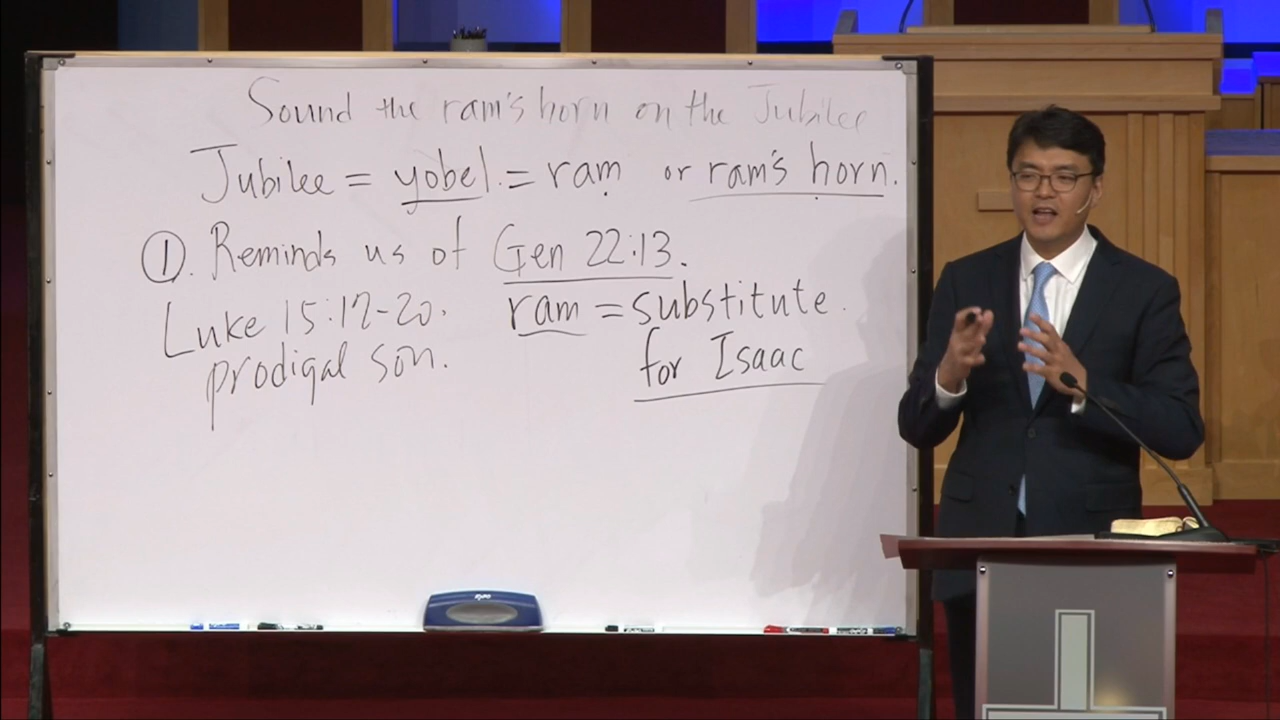 Sound the ram's horn on the Jubilee
Jubilee = yobel. = ram or ram's horn.
①. Reminds us of Gen 22:13.
Luke 15:17-20. ram = substitute.
prodigal son. for Isaac
EXPO